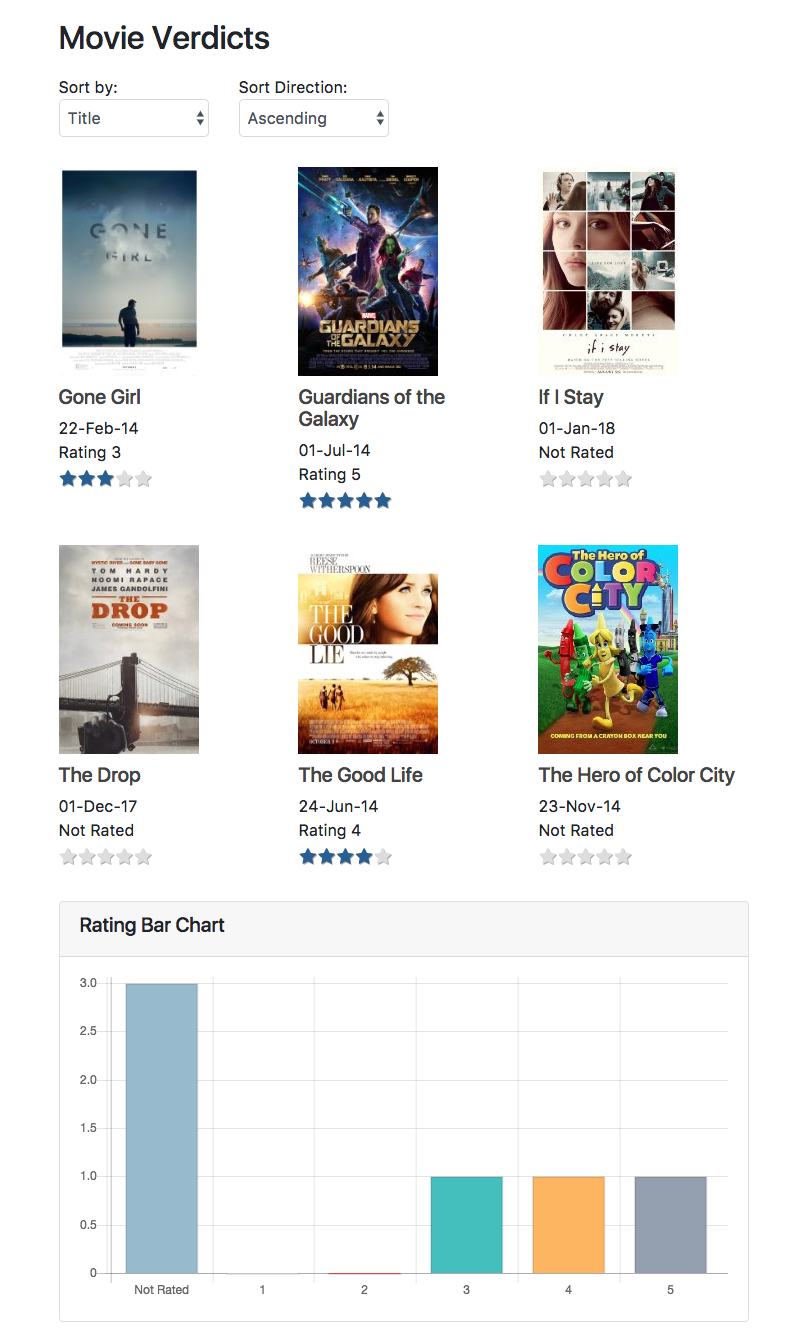 Movie Verdicts
Sort by:
Sort Direction:
Title
Ascending
GONE
GIRL
MARVEL
GUARDIANS
OF THE GALAXY
if i stay
Gone Girl
22-Feb-14
Rating 3
Guardians of the
Galaxy
01-Jul-14
Rating 5
If I Stay
01-Jan-18
Not Rated
TOM HARDY
NOOMI RAPACE
JAMES GANDOLFINI
THE
DROP
COMING SOON
REESE
WITHERSPOON
THE
GOOD
LIE
The Hero of
COLOR
CITY
COMING FROM A CRAYON BOX NEAR YOU
The Drop
01-Dec-17
Not Rated
The Good Life
24-Jun-14
Rating 4
The Hero of Color City
23-Nov-14
Not Rated
Rating Bar Chart
3.0
2.5
2.0
1.5
1.0
0.5
0
Not Rated
1
2
3
4
5